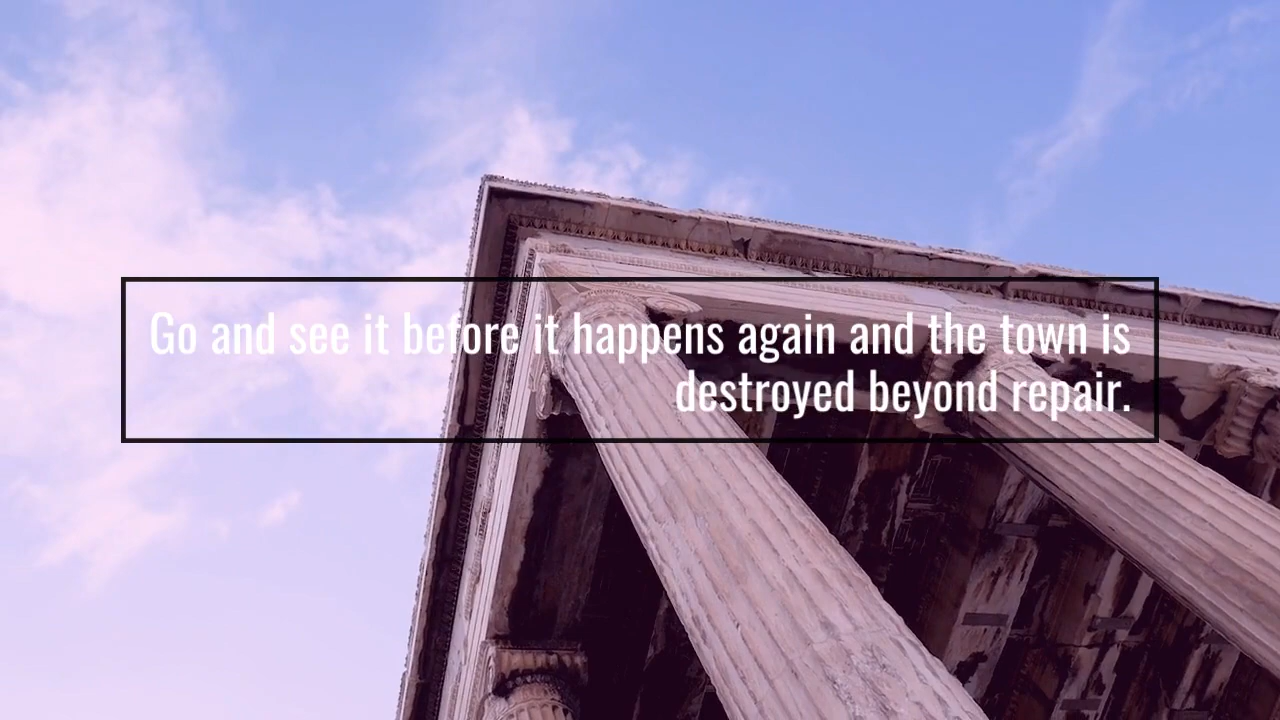 Go and see it before it happens again and the town is
destroyed beyond repair.